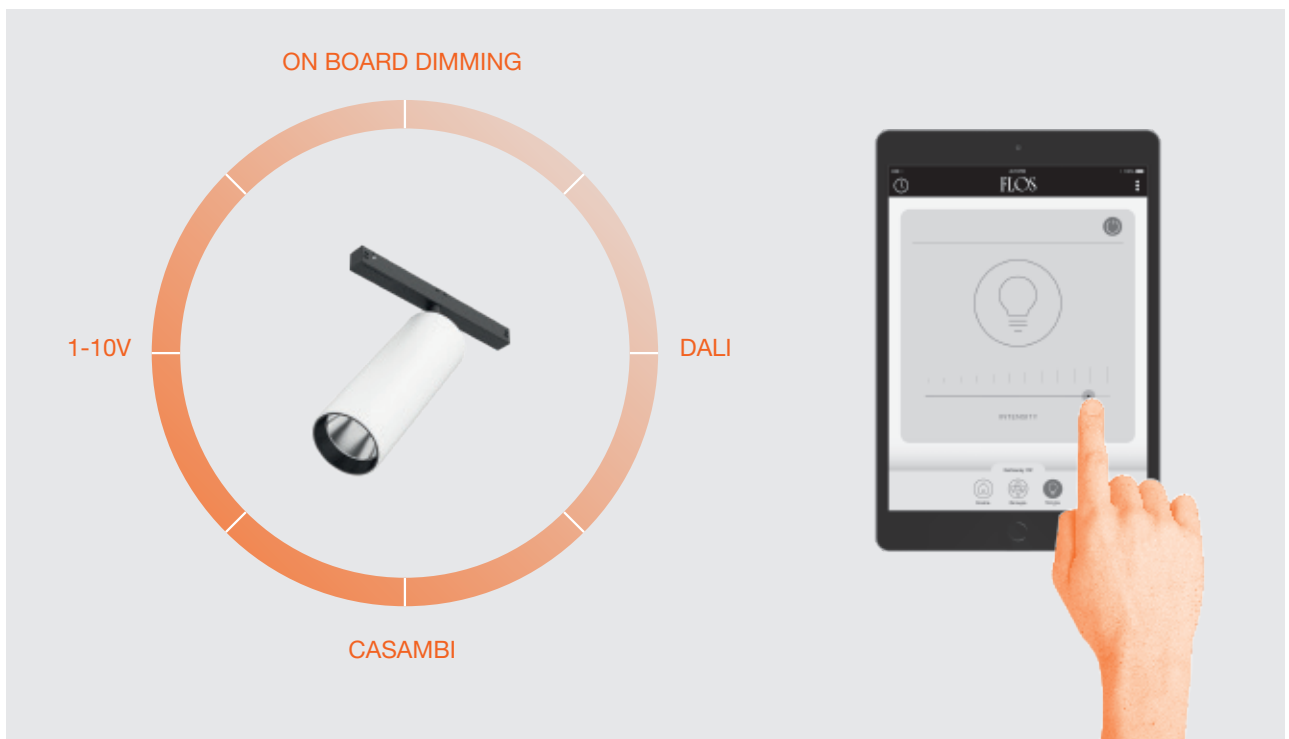 ON BOARD DIMMING
1-10V
DALI
CASAMBI
FLOS
INTENSITY